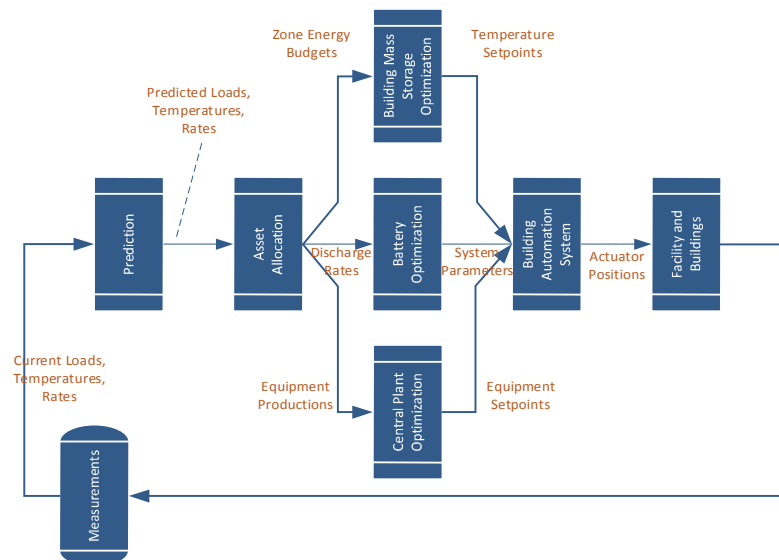 Zone Energy
Budgets
Building Mass
Storage
Optimization
Temperature
Setpoints
Predicted Loads,
Temperatures,
Rates
Prediction
Asset
Allocation
Discharge
Rates
Battery
Optimization
System
Parameters
Building
Automation
System
Actuator
Positions
Facility and
Buildings
Current Loads,
Temperatures,
Rates
Equipment
Productions
Central Plant
Optimization
Equipment
Setpoints
Measurements